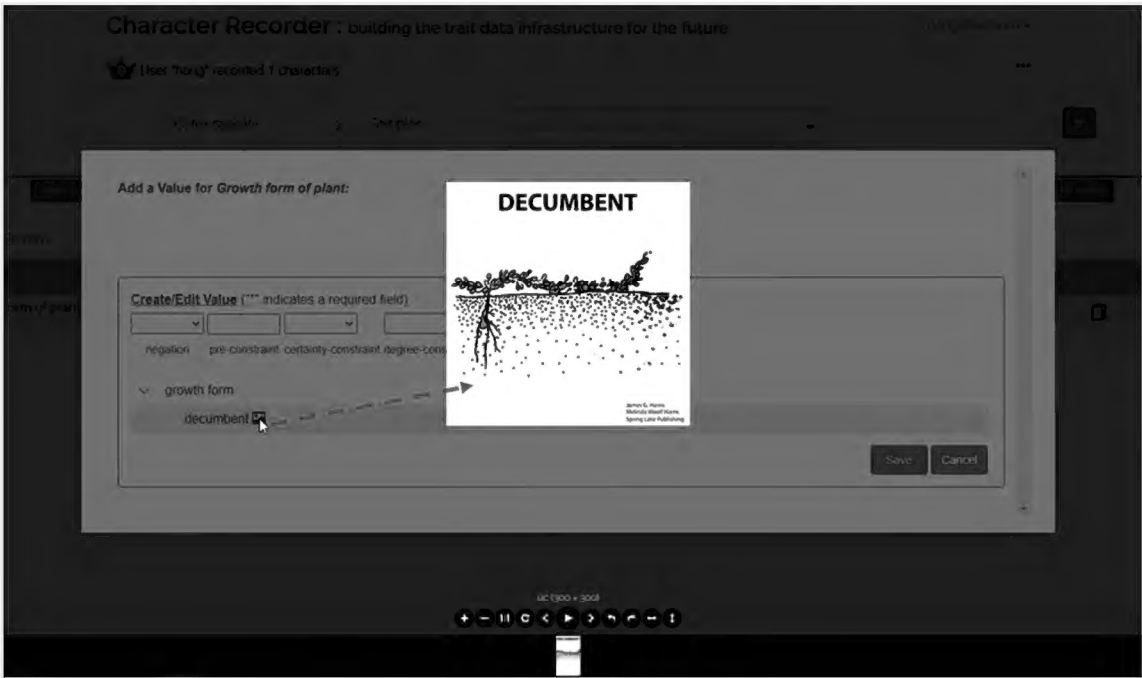 Character Recorder : building the trait data infrastructure for the future
User "hong" recorded 1 characters
Add a Value for Growth form of plant:
DECUMBENT
Create/Edit Value ("*" indicates a required field)
negation pre-constraint certainty-constraint degree-cons
growth form
decumbent
James G. Harris
Melinda Woolf Harris
Spring Lake Publishing
Save Cancel
1:1